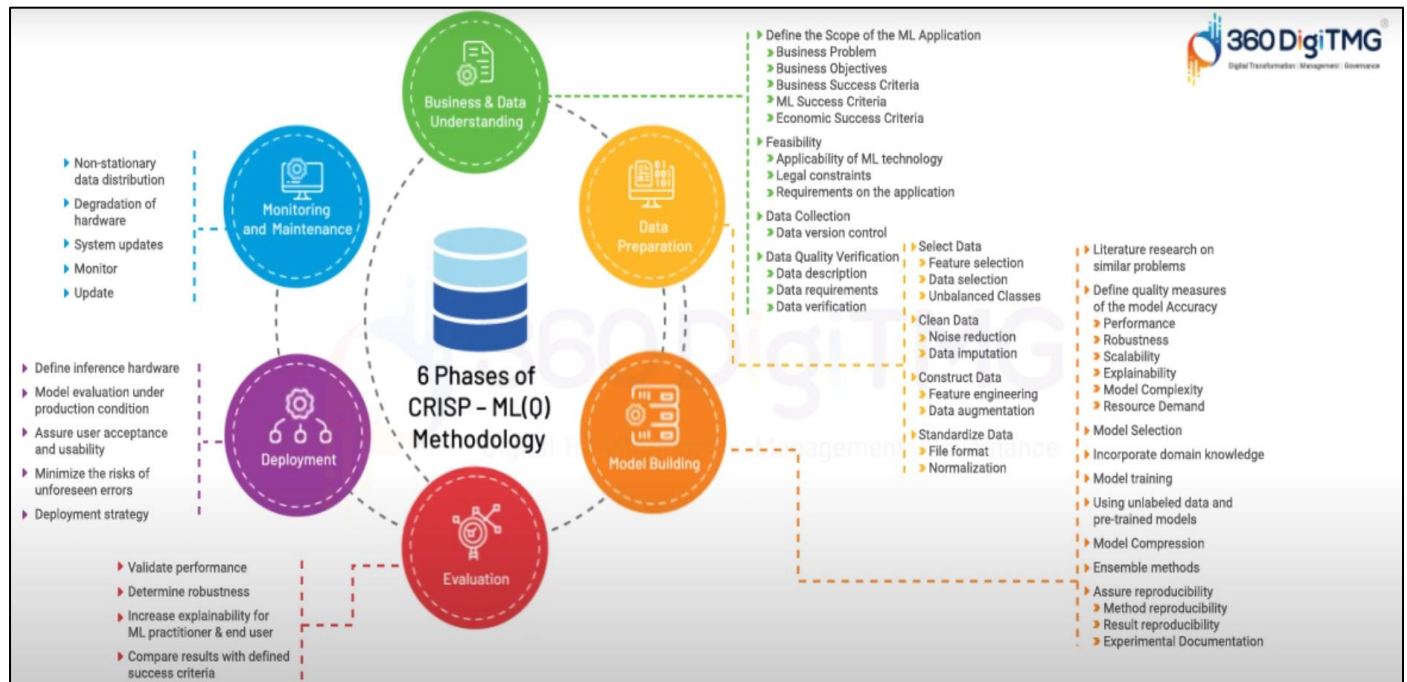 360 DigiTMG®
Digital Transformation | Management | Governance
Business & Data
Understanding
Define the Scope of the ML Application
Business Problem
Business Objectives
Business Success Criteria
ML Success Criteria
Economic Success Criteria
Feasibility
Applicability of ML technology
Legal constraints
Requirements on the application
Data Collection
Data version control
Data Quality Verification
Data description
Data requirements
Data verification
Data
Preparation
Select Data
Feature selection
Data selection
Unbalanced Classes
Clean Data
Noise reduction
Data imputation
Construct Data
Feature engineering
Data augmentation
Standardize Data
File format
Normalization
Model Building
Literature research on
similar problems
Define quality measures
of the model Accuracy
Performance
Robustness
Scalability
Explainability
Model Complexity
Resource Demand
Model Selection
Incorporate domain knowledge
Model training
Using unlabeled data and
pre-trained models
Model Compression
Ensemble methods
Assure reproducibility
Method reproducibility
Result reproducibility
Experimental Documentation
Evaluation
Validate performance
Determine robustness
Increase explainability for
ML practitioner & end user
Compare results with defined
success criteria
Deployment
Define inference hardware
Model evaluation under
production condition
Assure user acceptance
and usability
Minimize the risks of
unforeseen errors
Deployment strategy
Monitoring
and Maintenance
Non-stationary
data distribution
Degradation of
hardware
System updates
Monitor
Update
6 Phases of
CRISP - ML(Q)
Methodology
01
01
101
360 DigiTMG